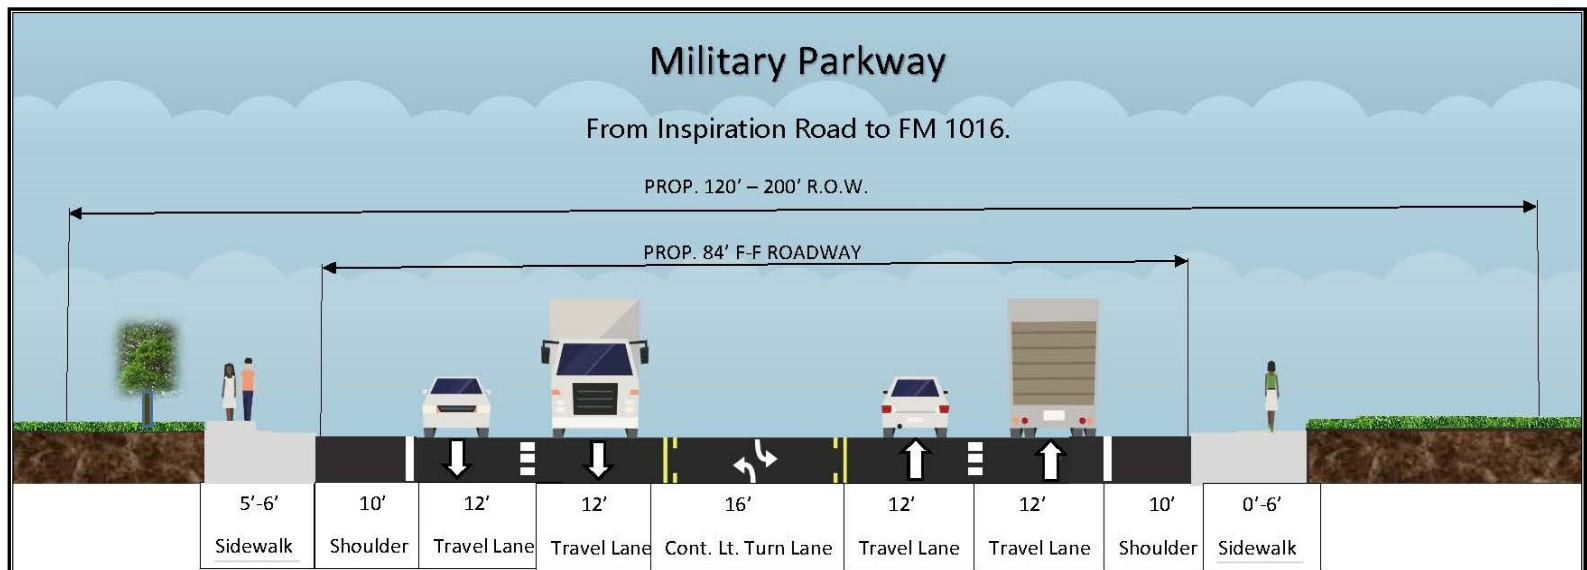 Military Parkway
From Inspiration Road to FM 1016.
PROP. 120' – 200' R.O.W.
PROP. 84' F-F ROADWAY
5'-6' 10' 12' 12' 16' 12' 12' 10' 0'-6'
Sidewalk Shoulder Travel Lane Travel Lane Cont. Lt. Turn Lane Travel Lane Travel Lane Shoulder Sidewalk